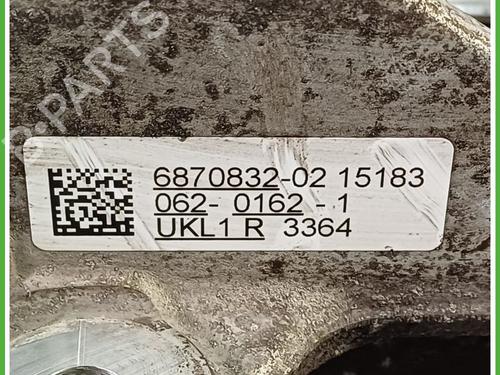 B-PARTS
6870832-02 15183
062- 0162 - 1
UKL1 R 3364